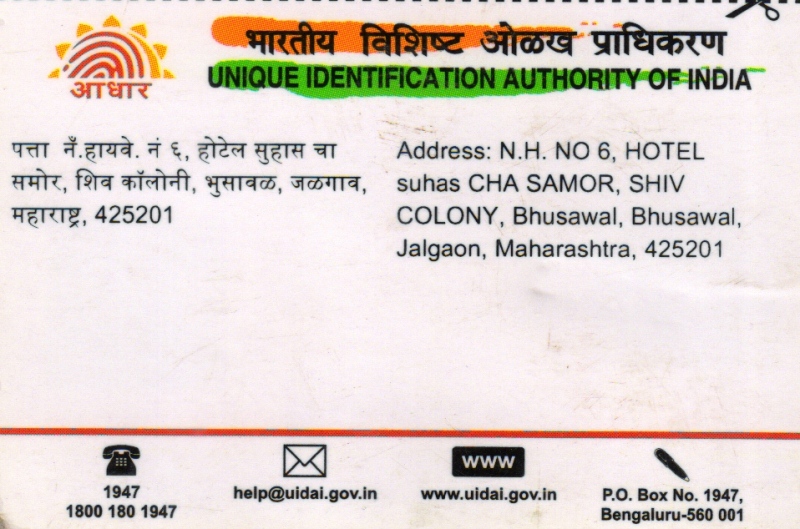 आधार
भारतीय विशिष्ट ओळख प्राधिकरण
UNIQUE IDENTIFICATION AUTHORITY OF INDIA
पत्ता नँ.हायवे. नं ६, होटेल सुहास चा
समोर, शिव कॉलोनी, भुसावळ, जळगाव,
महाराष्ट्र, 425201
Address: N.H. NO 6, HOTEL
suhas CHA SAMOR, SHIV
COLONY, Bhusawal, Bhusawal,
Jalgaon, Maharashtra, 425201
1947
1800 180 1947
help@uidai.gov.in
www
www.uidai.gov.in
P.O. Box No. 1947,
Bengaluru-560 001